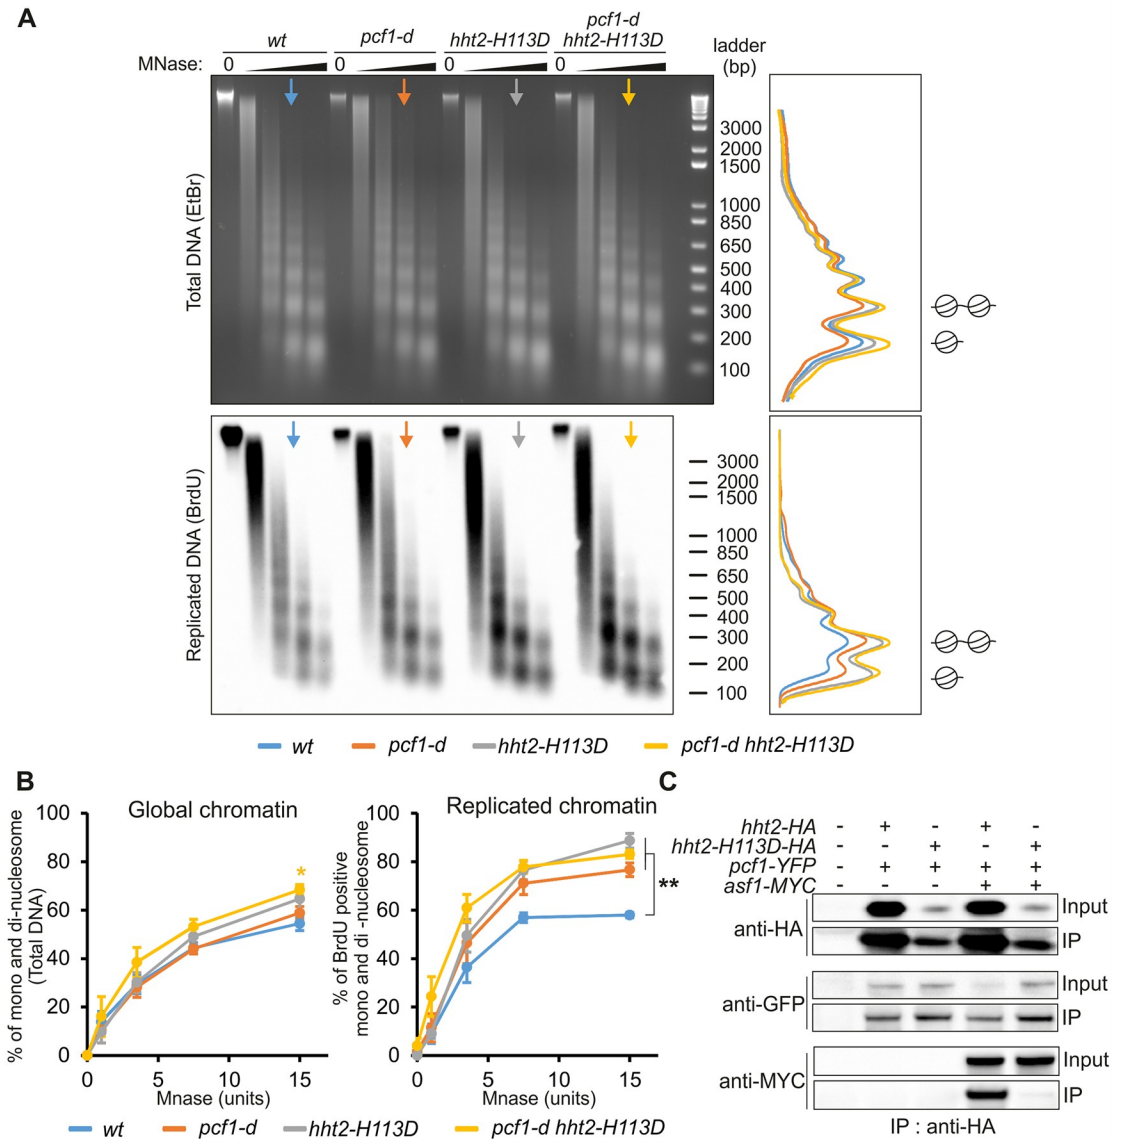 A
wt
pcf1-d
hht2-H113D
pcf1-d
hht2-H113D
ladder
(bp)
MNase:
0
0
0
0
Total DNA (EtBr)
3000
2000
1500
1000
850
650
500
400
300
200
100
Replicated DNA (BrdU)
3000
2000
1500
1000
850
650
500
400
300
200
100
wt
pcf1-d
hht2-H113D
pcf1-d hht2-H113D
B
Global chromatin
% of mono and di-nucleosome
(Total DNA)
100
80
60
40
20
0
*
0
5
10
15
Mnase (units)
Replicated chromatin
% of BrdU positive
mono and di -nucleosome
100
80
60
40
20
0
**
0
5
10
15
Mnase (units)
wt
pcf1-d
hht2-H113D
pcf1-d hht2-H113D
C
hht2-HA - + - + -
hht2-H113D-HA - - + - +
pcf1-YFP - + + + +
asf1-MYC - - - + +
anti-HA
Input
IP
anti-GFP
Input
IP
anti-MYC
Input
IP
IP : anti-HA